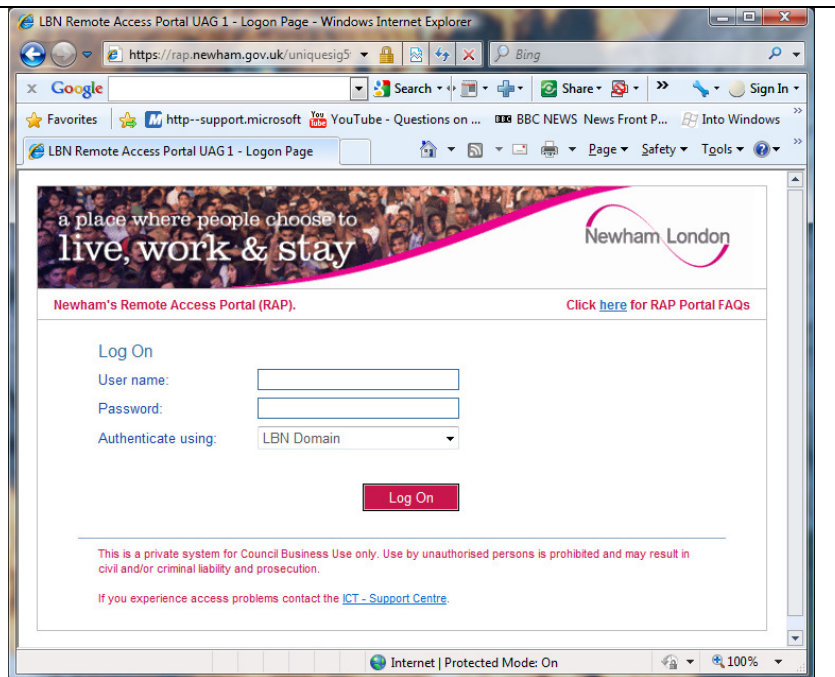 LBN Remote Access Portal UAG 1 - Logon Page - Windows Internet Explorer
https://rap.newham.gov.uk/uniquesig5 Bing
x Google Search Share » Sign In
Favorites http--support.microsoft You Tube YouTube - Questions on ... BBC NEWS News Front P... Into Windows »
LBN Remote Access Portal UAG 1 - Logon Page Page Safety Tools »
a place where people choose to
live, work & stay
Newham London
Newham's Remote Access Portal (RAP). Click here for RAP Portal FAQs
Log On
User name:
Password:
Authenticate using: LBN Domain
Log On
This is a private system for Council Business Use only. Use by unauthorised persons is prohibited and may result in
civil and/or criminal liability and prosecution.
If you experience access problems contact the ICT - Support Centre.
Internet | Protected Mode: On 100%